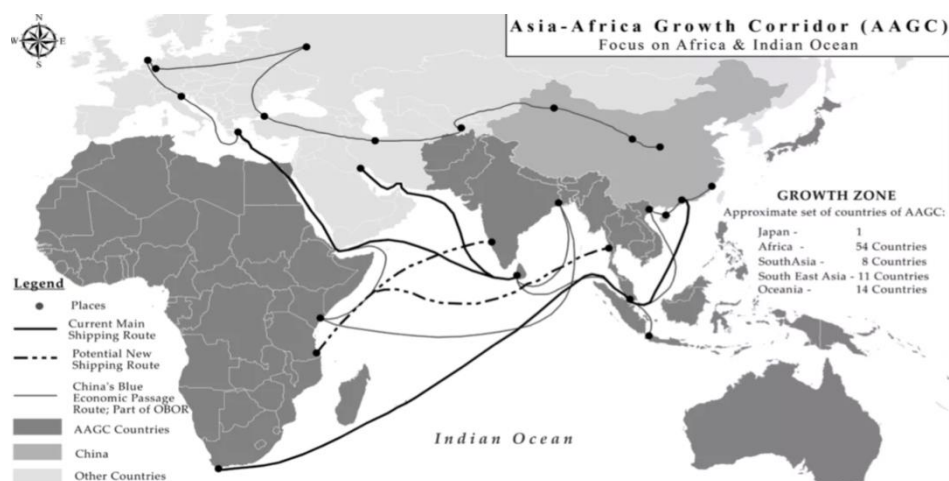 N
W E
S
Asia-Africa Growth Corridor (AAGC)
Focus on Africa & Indian Ocean
GROWTH ZONE
Approximate set of countries of AAGC:
Japan - 1
Africa - 54 Countries
SouthAsia - 8 Countries
South East Asia - 11 Countries
Oceania - 14 Countries
Legend
Places
Current Main
Shipping Route
Potential New
Shipping Route
China's Blue
Economic Passage
Route; Part of OBOR
AAGC Countries
China
Other Countries
Indian Ocean